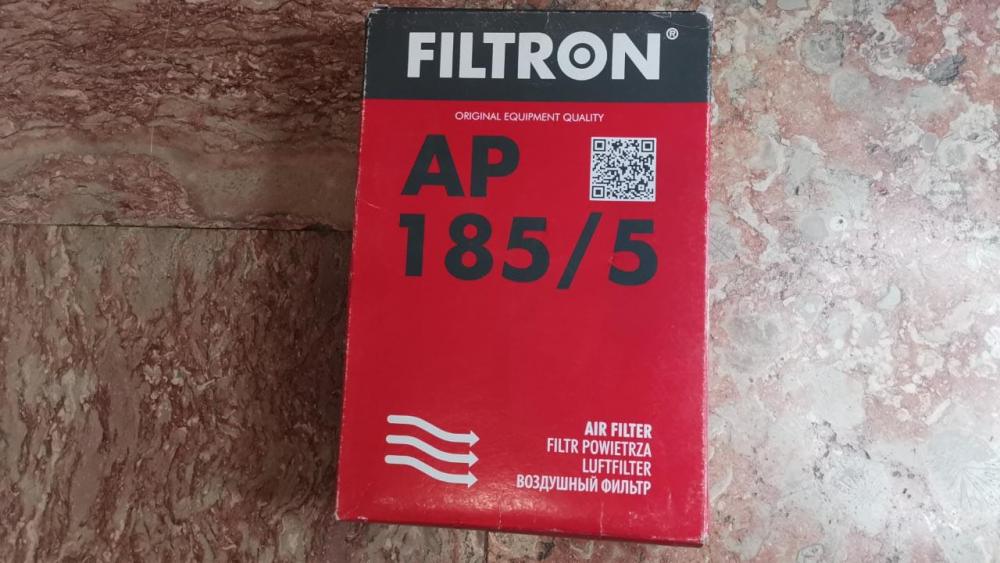 FILTRON®
ORIGINAL EQUIPMENT QUALITY
AP
185/5
AIR FILTER
FILTR POWIETRZA
LUFTFILTER
ВОЗДУШНЫЙ ФИЛЬТР